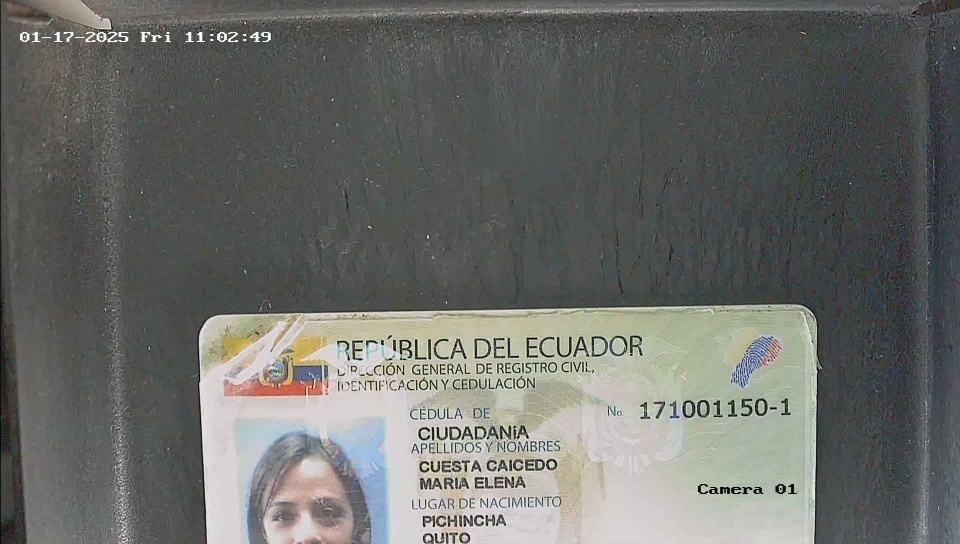 01-17-2025 Fri 11:02:49
REPÚBLICA DEL ECUADOR
DIRECCIÓN GENERAL DE REGISTRO CIVIL,
IDENTIFICACIÓN Y CEDULACIÓN
CÉDULA DE
No. 171001150-1
CIUDADANÍA
APELLIDOS Y NOMBRES
CUESTA CAICEDO
MARIA ELENA
Camera 01
LUGAR DE NACIMIENTO
PICHINCHA
QUITO